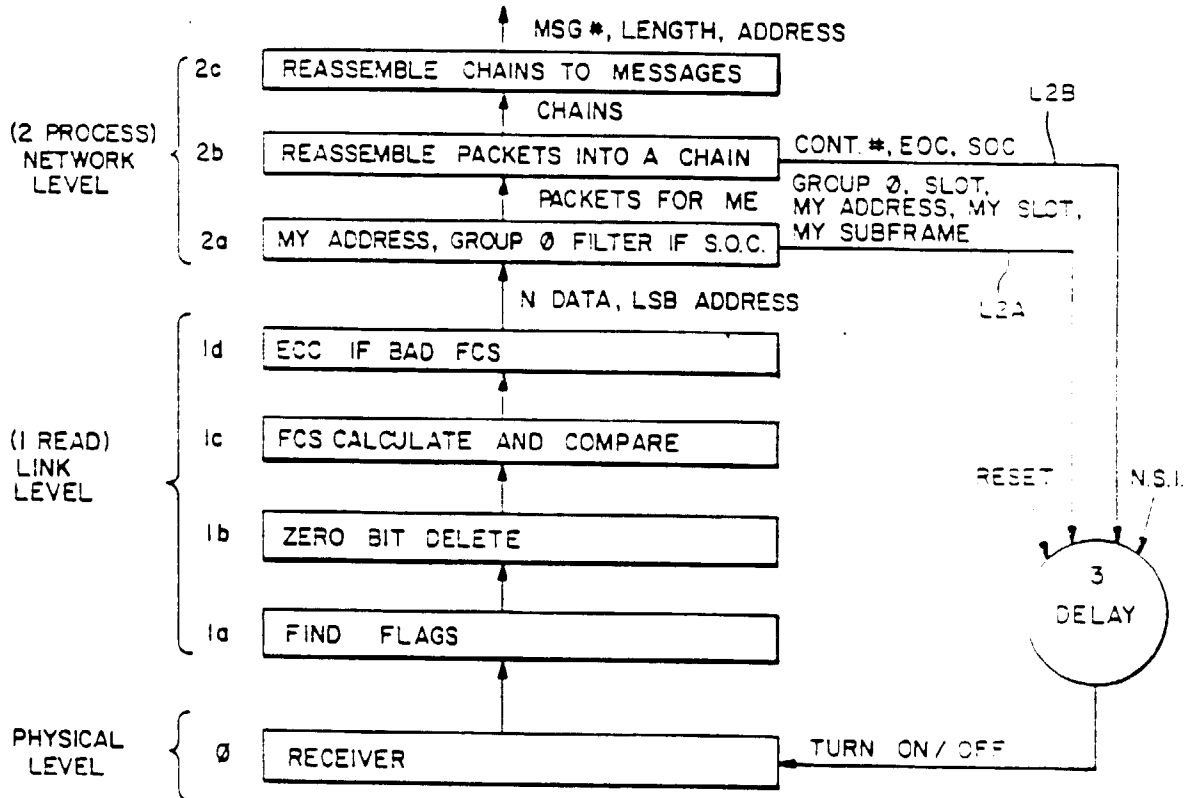 MSG #, LENGTH, ADDRESS
2c
REASSEMBLE CHAINS TO MESSAGES
CHAINS
L2B
(2 PROCESS)
NETWORK
LEVEL
2b
REASSEMBLE PACKETS INTO A CHAIN
CONT. #, EOC, SOC
PACKETS FOR ME
GROUP Ø, SLOT,
MY ADDRESS, MY SLOT,
MY SUBFRAME
2a
MY ADDRESS, GROUP Ø FILTER IF S.O.C.
N DATA, LSB ADDRESS
L2A
1d
ECC IF BAD FCS
(1 READ)
LINK
LEVEL
1c
FCS CALCULATE AND COMPARE
RESET
N.S.I.
1b
ZERO BIT DELETE
3
DELAY
1a
FIND FLAGS
PHYSICAL
LEVEL
Ø
RECEIVER
TURN ON / OFF